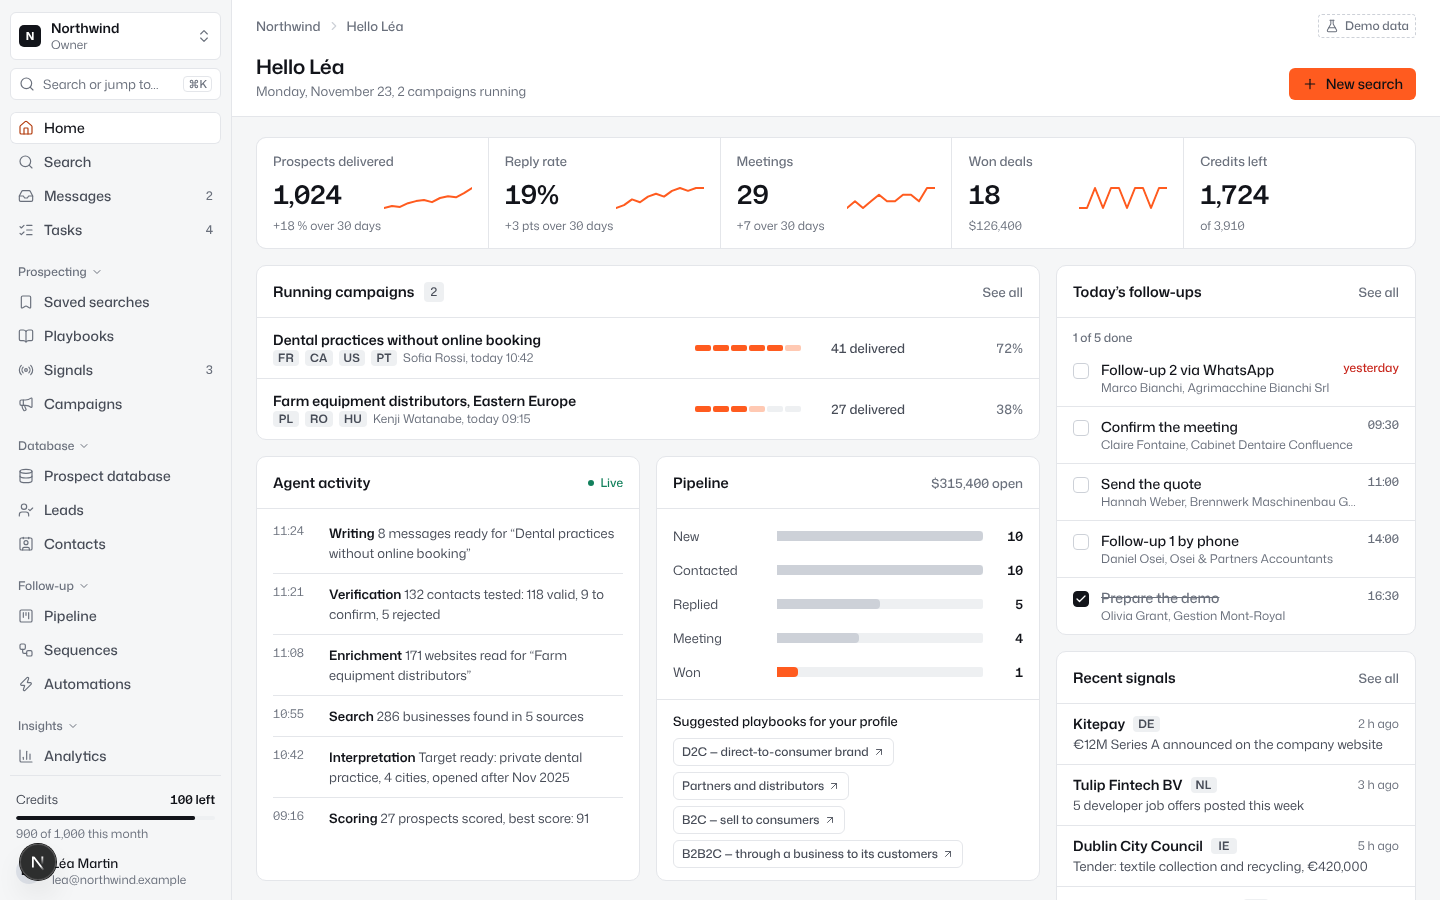 N
Northwind
Owner
Search or jump to...
⌘K
Home
Search
Messages 2
Tasks 4
Prospecting
Saved searches
Playbooks
Signals 3
Campaigns
Database
Prospect database
Leads
Contacts
Follow-up
Pipeline
Sequences
Automations
Insights
Analytics
Credits 100 left
900 of 1,000 this month
N
Léa Martin
lea@northwind.example
Northwind > Hello Léa
Demo data
Hello Léa
Monday, November 23, 2 campaigns running
+ New search
Prospects delivered
1,024
+18 % over 30 days
Reply rate
19%
+3 pts over 30 days
Meetings
29
+7 over 30 days
Won deals
18
$126,400
Credits left
1,724
of 3,910
Running campaigns 2
See all
Dental practices without online booking
FR CA US PT Sofia Rossi, today 10:42
41 delivered
72%
Farm equipment distributors, Eastern Europe
PL RO HU Kenji Watanabe, today 09:15
27 delivered
38%
Agent activity
Live
11:24 Writing 8 messages ready for “Dental practices
without online booking”
11:21 Verification 132 contacts tested: 118 valid, 9 to
confirm, 5 rejected
11:08 Enrichment 171 websites read for “Farm
equipment distributors”
10:55 Search 286 businesses found in 5 sources
10:42 Interpretation Target ready: private dental
practice, 4 cities, opened after Nov 2025
09:16 Scoring 27 prospects scored, best score: 91
Pipeline
$315,400 open
New 10
Contacted 10
Replied 5
Meeting 4
Won 1
Suggested playbooks for your profile
D2C – direct-to-consumer brand
Partners and distributors
B2C – sell to consumers
B2B2C – through a business to its customers
Today’s follow-ups
See all
1 of 5 done
Follow-up 2 via WhatsApp
yesterday
Marco Bianchi, Agrimacchine Bianchi Srl
Confirm the meeting
09:30
Claire Fontaine, Cabinet Dentaire Confluence
Send the quote
11:00
Hannah Weber, Brennwerk Maschinenbau G...
Follow-up 1 by phone
14:00
Daniel Osei, Osei & Partners Accountants
Prepare the demo
16:30
Olivia Grant, Gestion Mont-Royal
Recent signals
See all
Kitepay DE
2 h ago
€12M Series A announced on the company website
Tulip Fintech BV NL
3 h ago
5 developer job offers posted this week
Dublin City Council IE
5 h ago
Tender: textile collection and recycling, €420,000